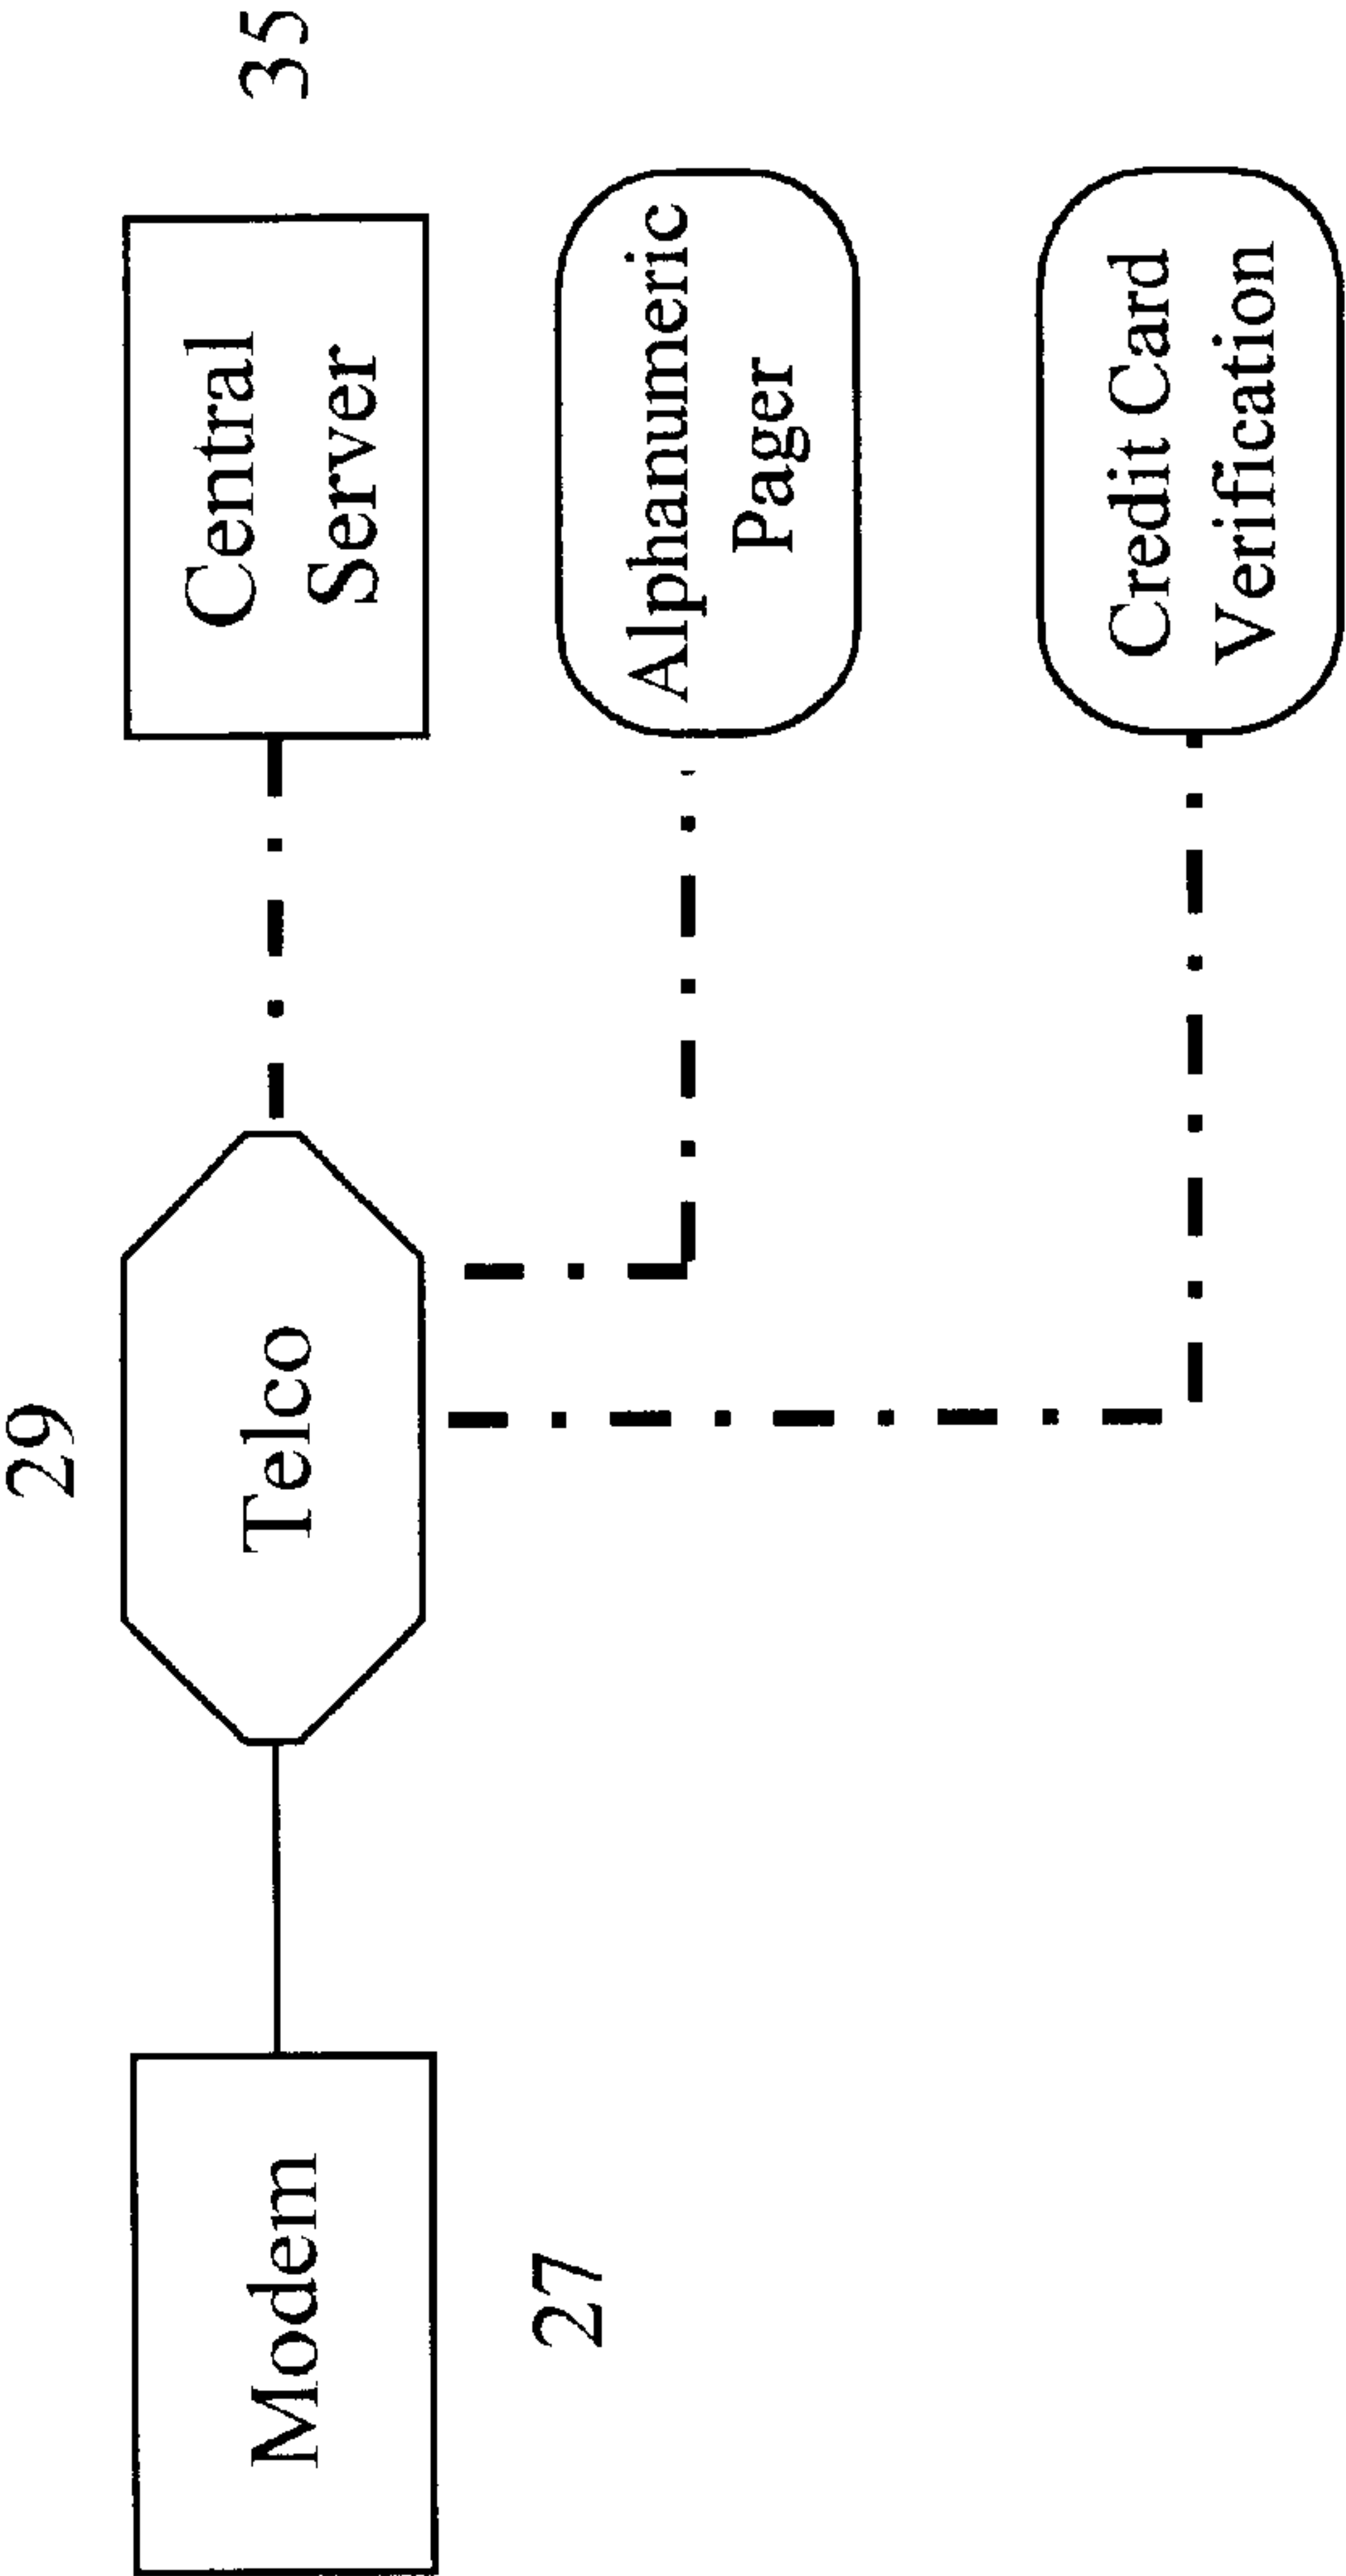 29
Modem
Telco
Central
Server
35
27
Alphanumeric
Pager
Credit Card
Verification